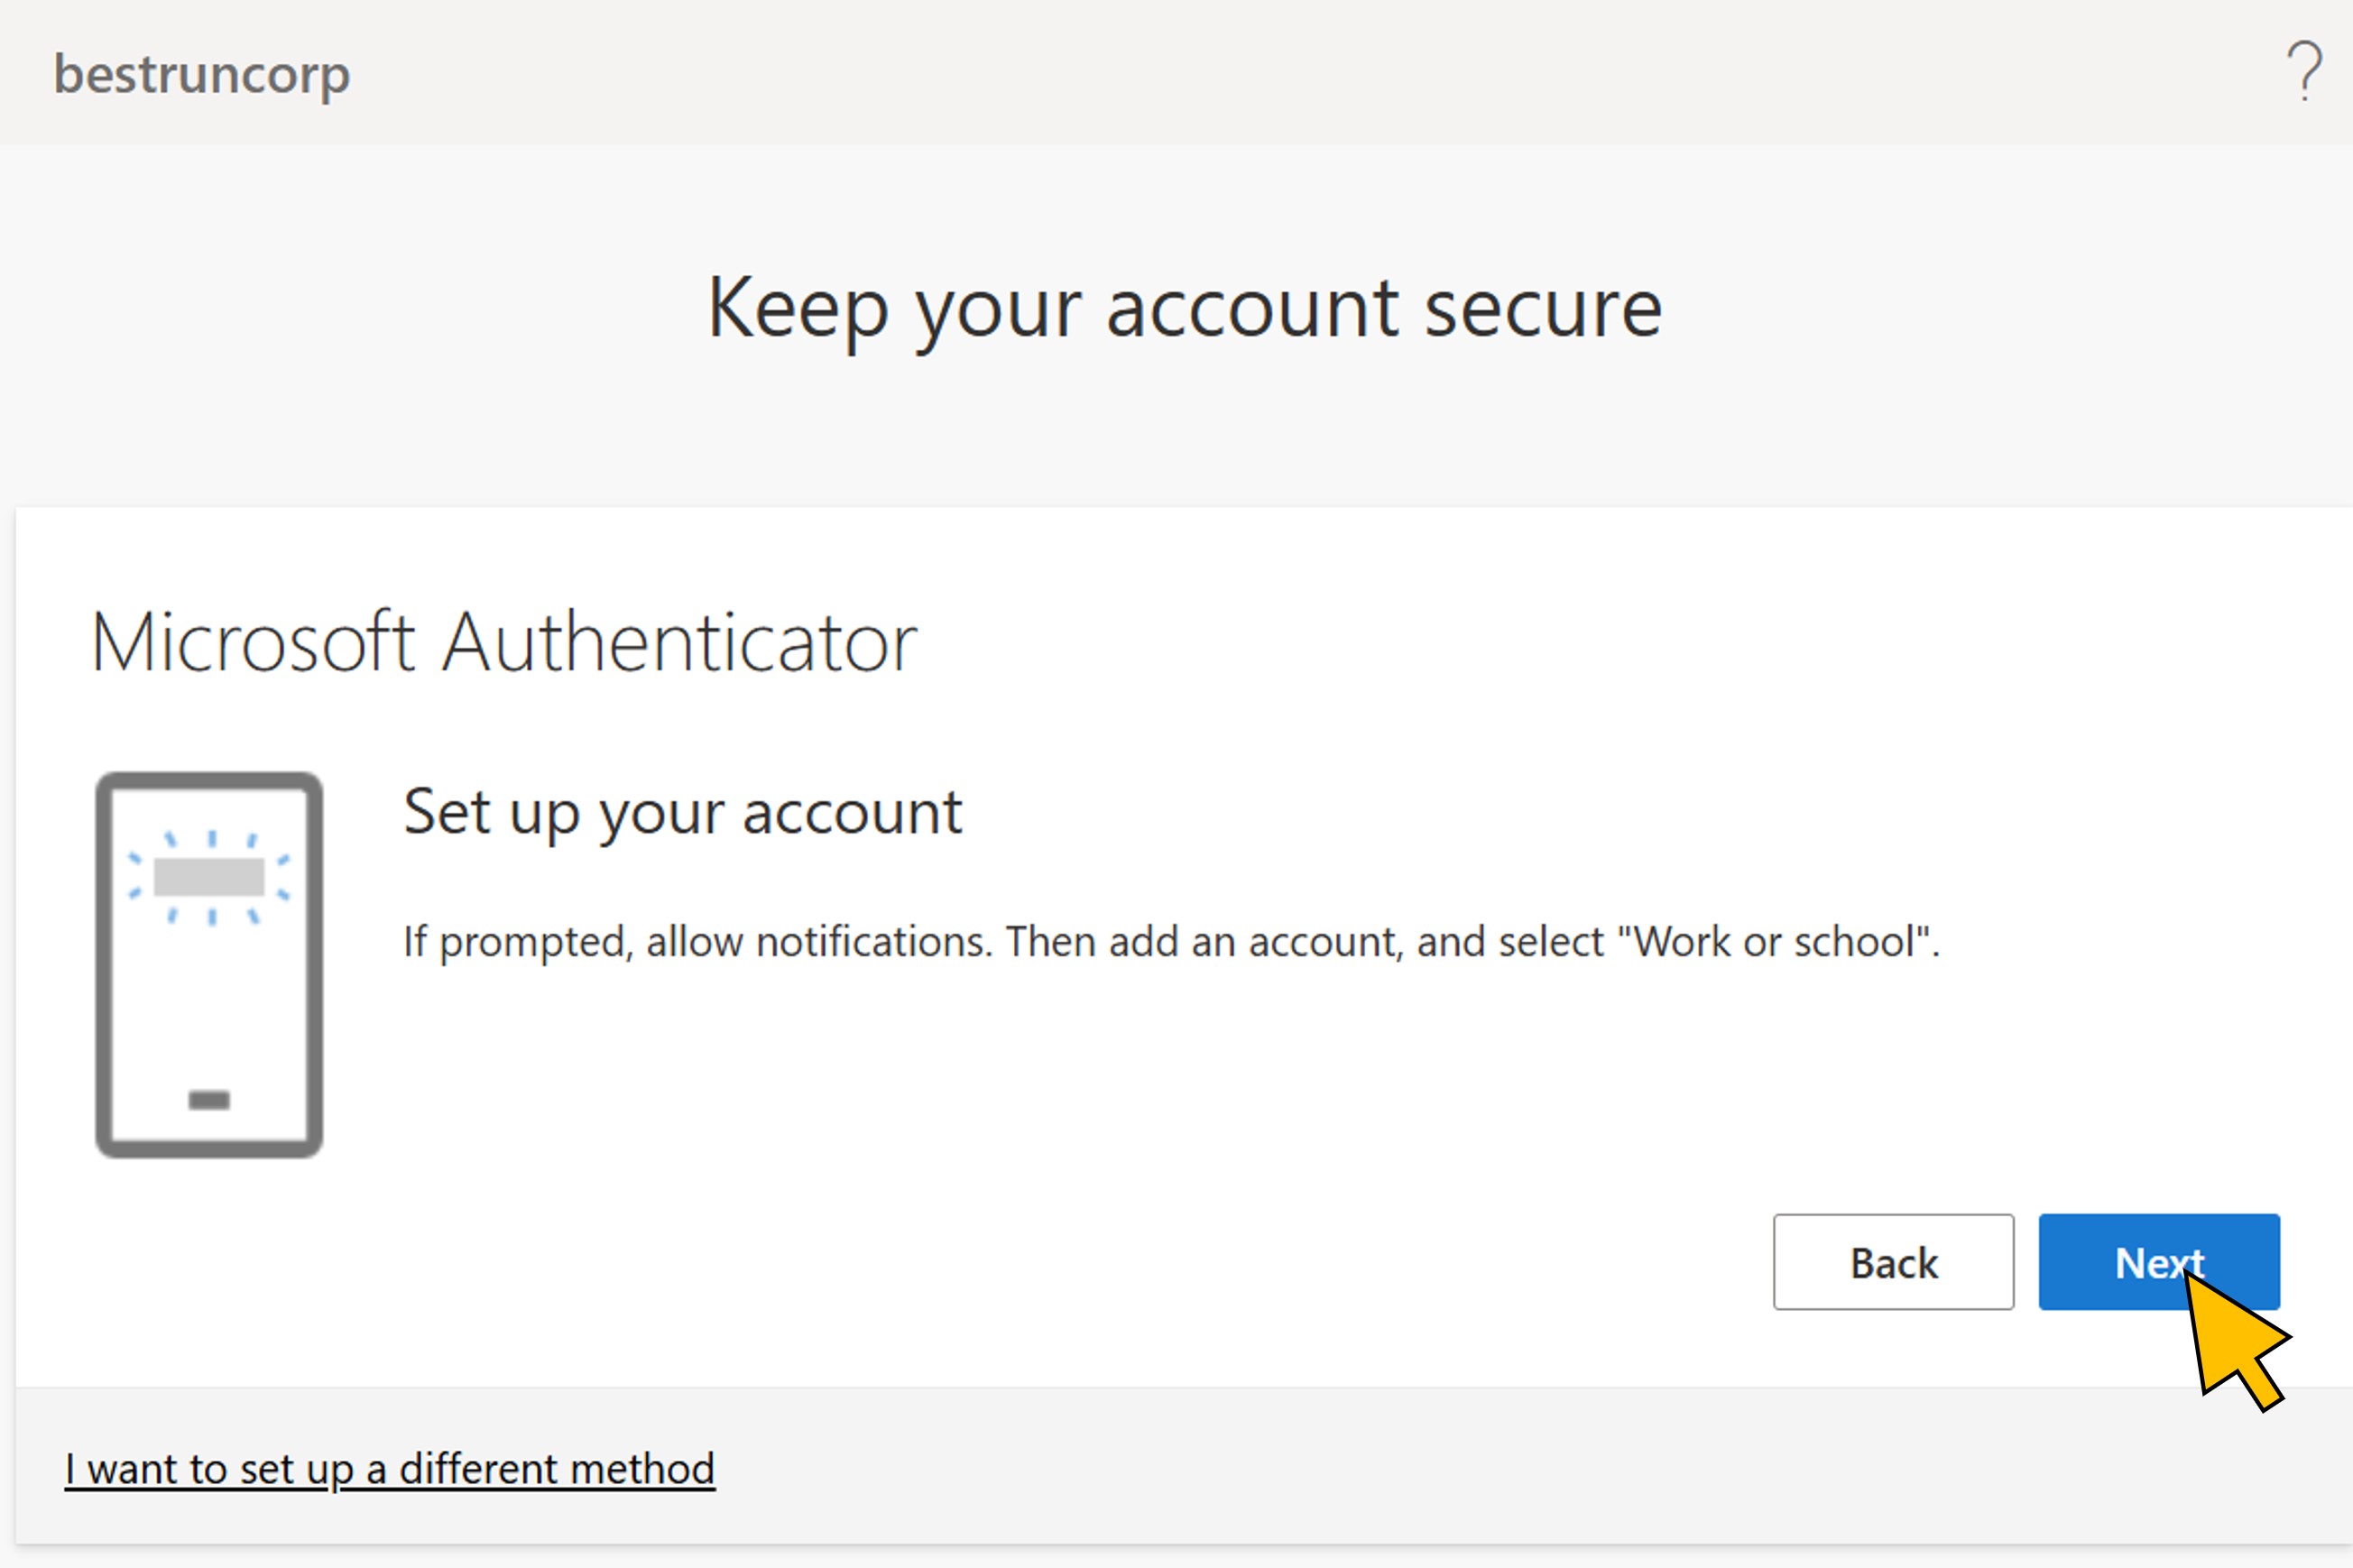 bestruncorp
?
Keep your account secure
Microsoft Authenticator
Set up your account
If prompted, allow notifications. Then add an account, and select "Work or school".
Back
Next
I want to set up a different method